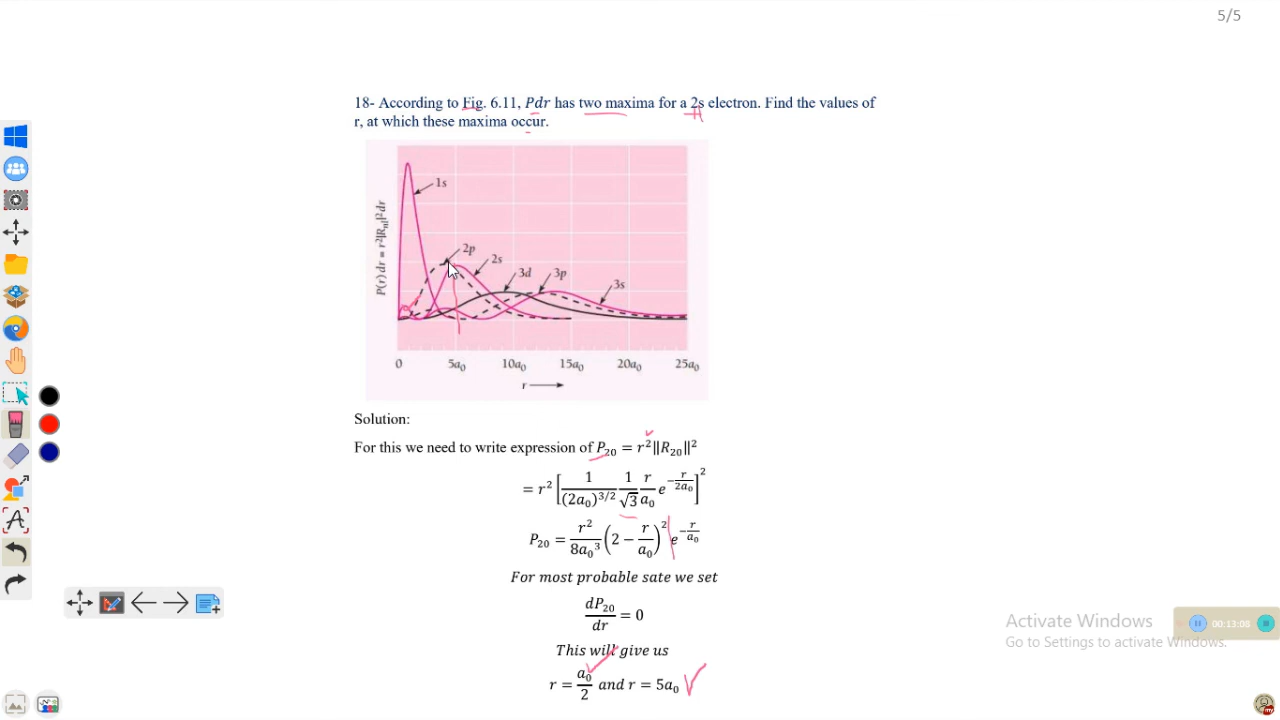 5/5
18- According to Fig. 6.11, Pdr has two maxima for a 2s electron. Find the values of
r, at which these maxima occur.
P(r) dr = r²|Rₙₗ|² dr
1s
2p
2s
3d
3p
3s
0 5a₀ 10a₀ 15a₀ 20a₀ 25a₀
r
Solution:
For this we need to write expression of P₂₀ = r²||R₂₀||²
= r² [1/(2a₀)^(3/2) 1/√3 r/a₀ e^(-r/2a₀)]²
P₂₀ = r²/8a₀³ (2 − r/a₀)² e^(-r/a₀)
For most probable sate we set
dP₂₀/dr = 0
This will give us
r = a₀/2 and r = 5a₀
Activate Windows
Go to Settings to activate Windows.
00:13:08